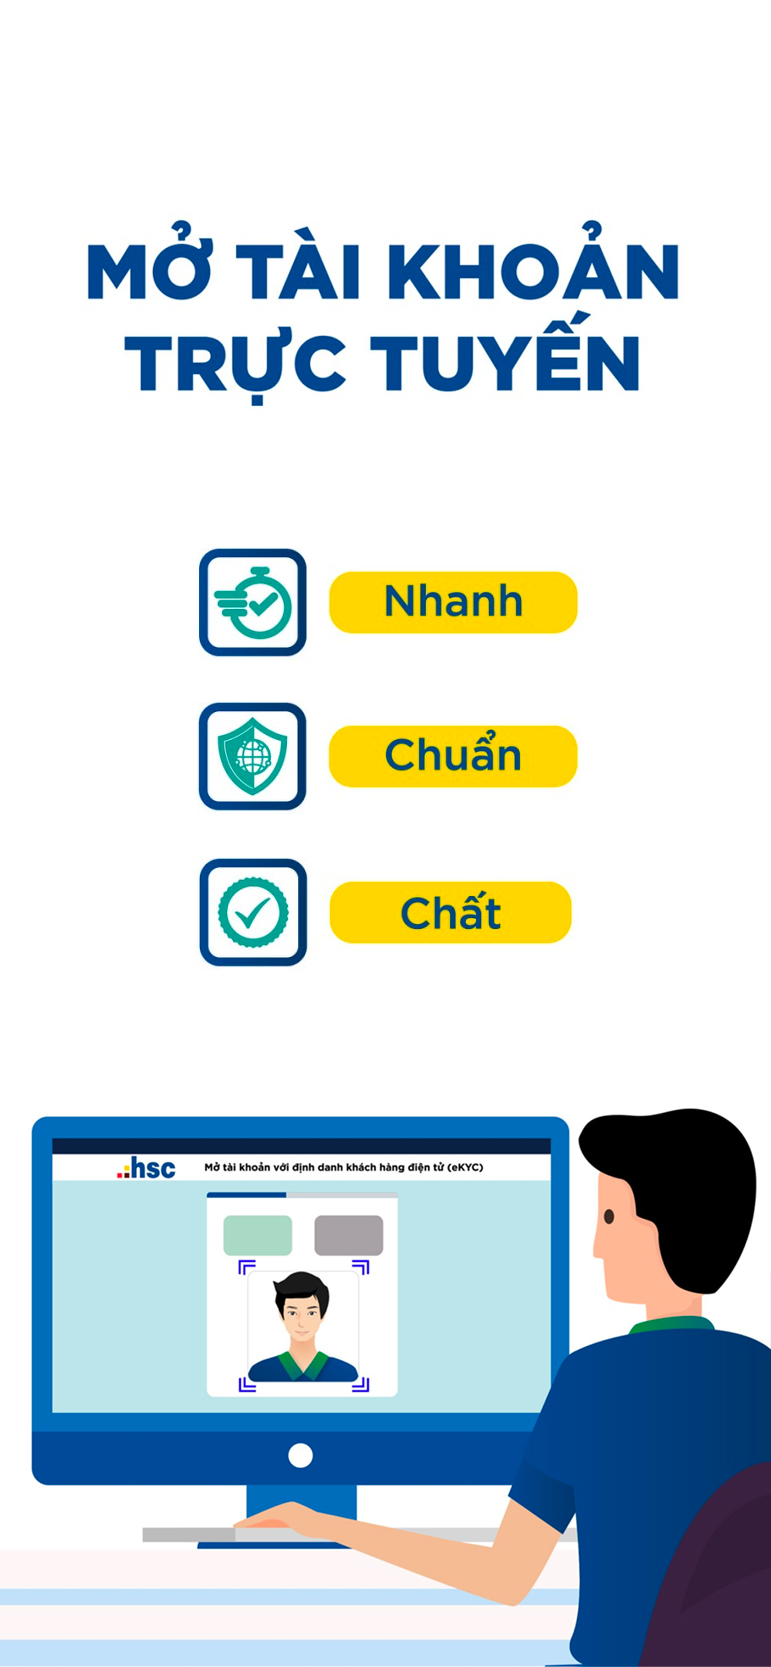 MỞ TÀI KHOẢN
TRỰC TUYẾN
Nhanh
Chuẩn
Chất
hsc
Mở tài khoản với định danh khách hàng điện tử (eKYC)